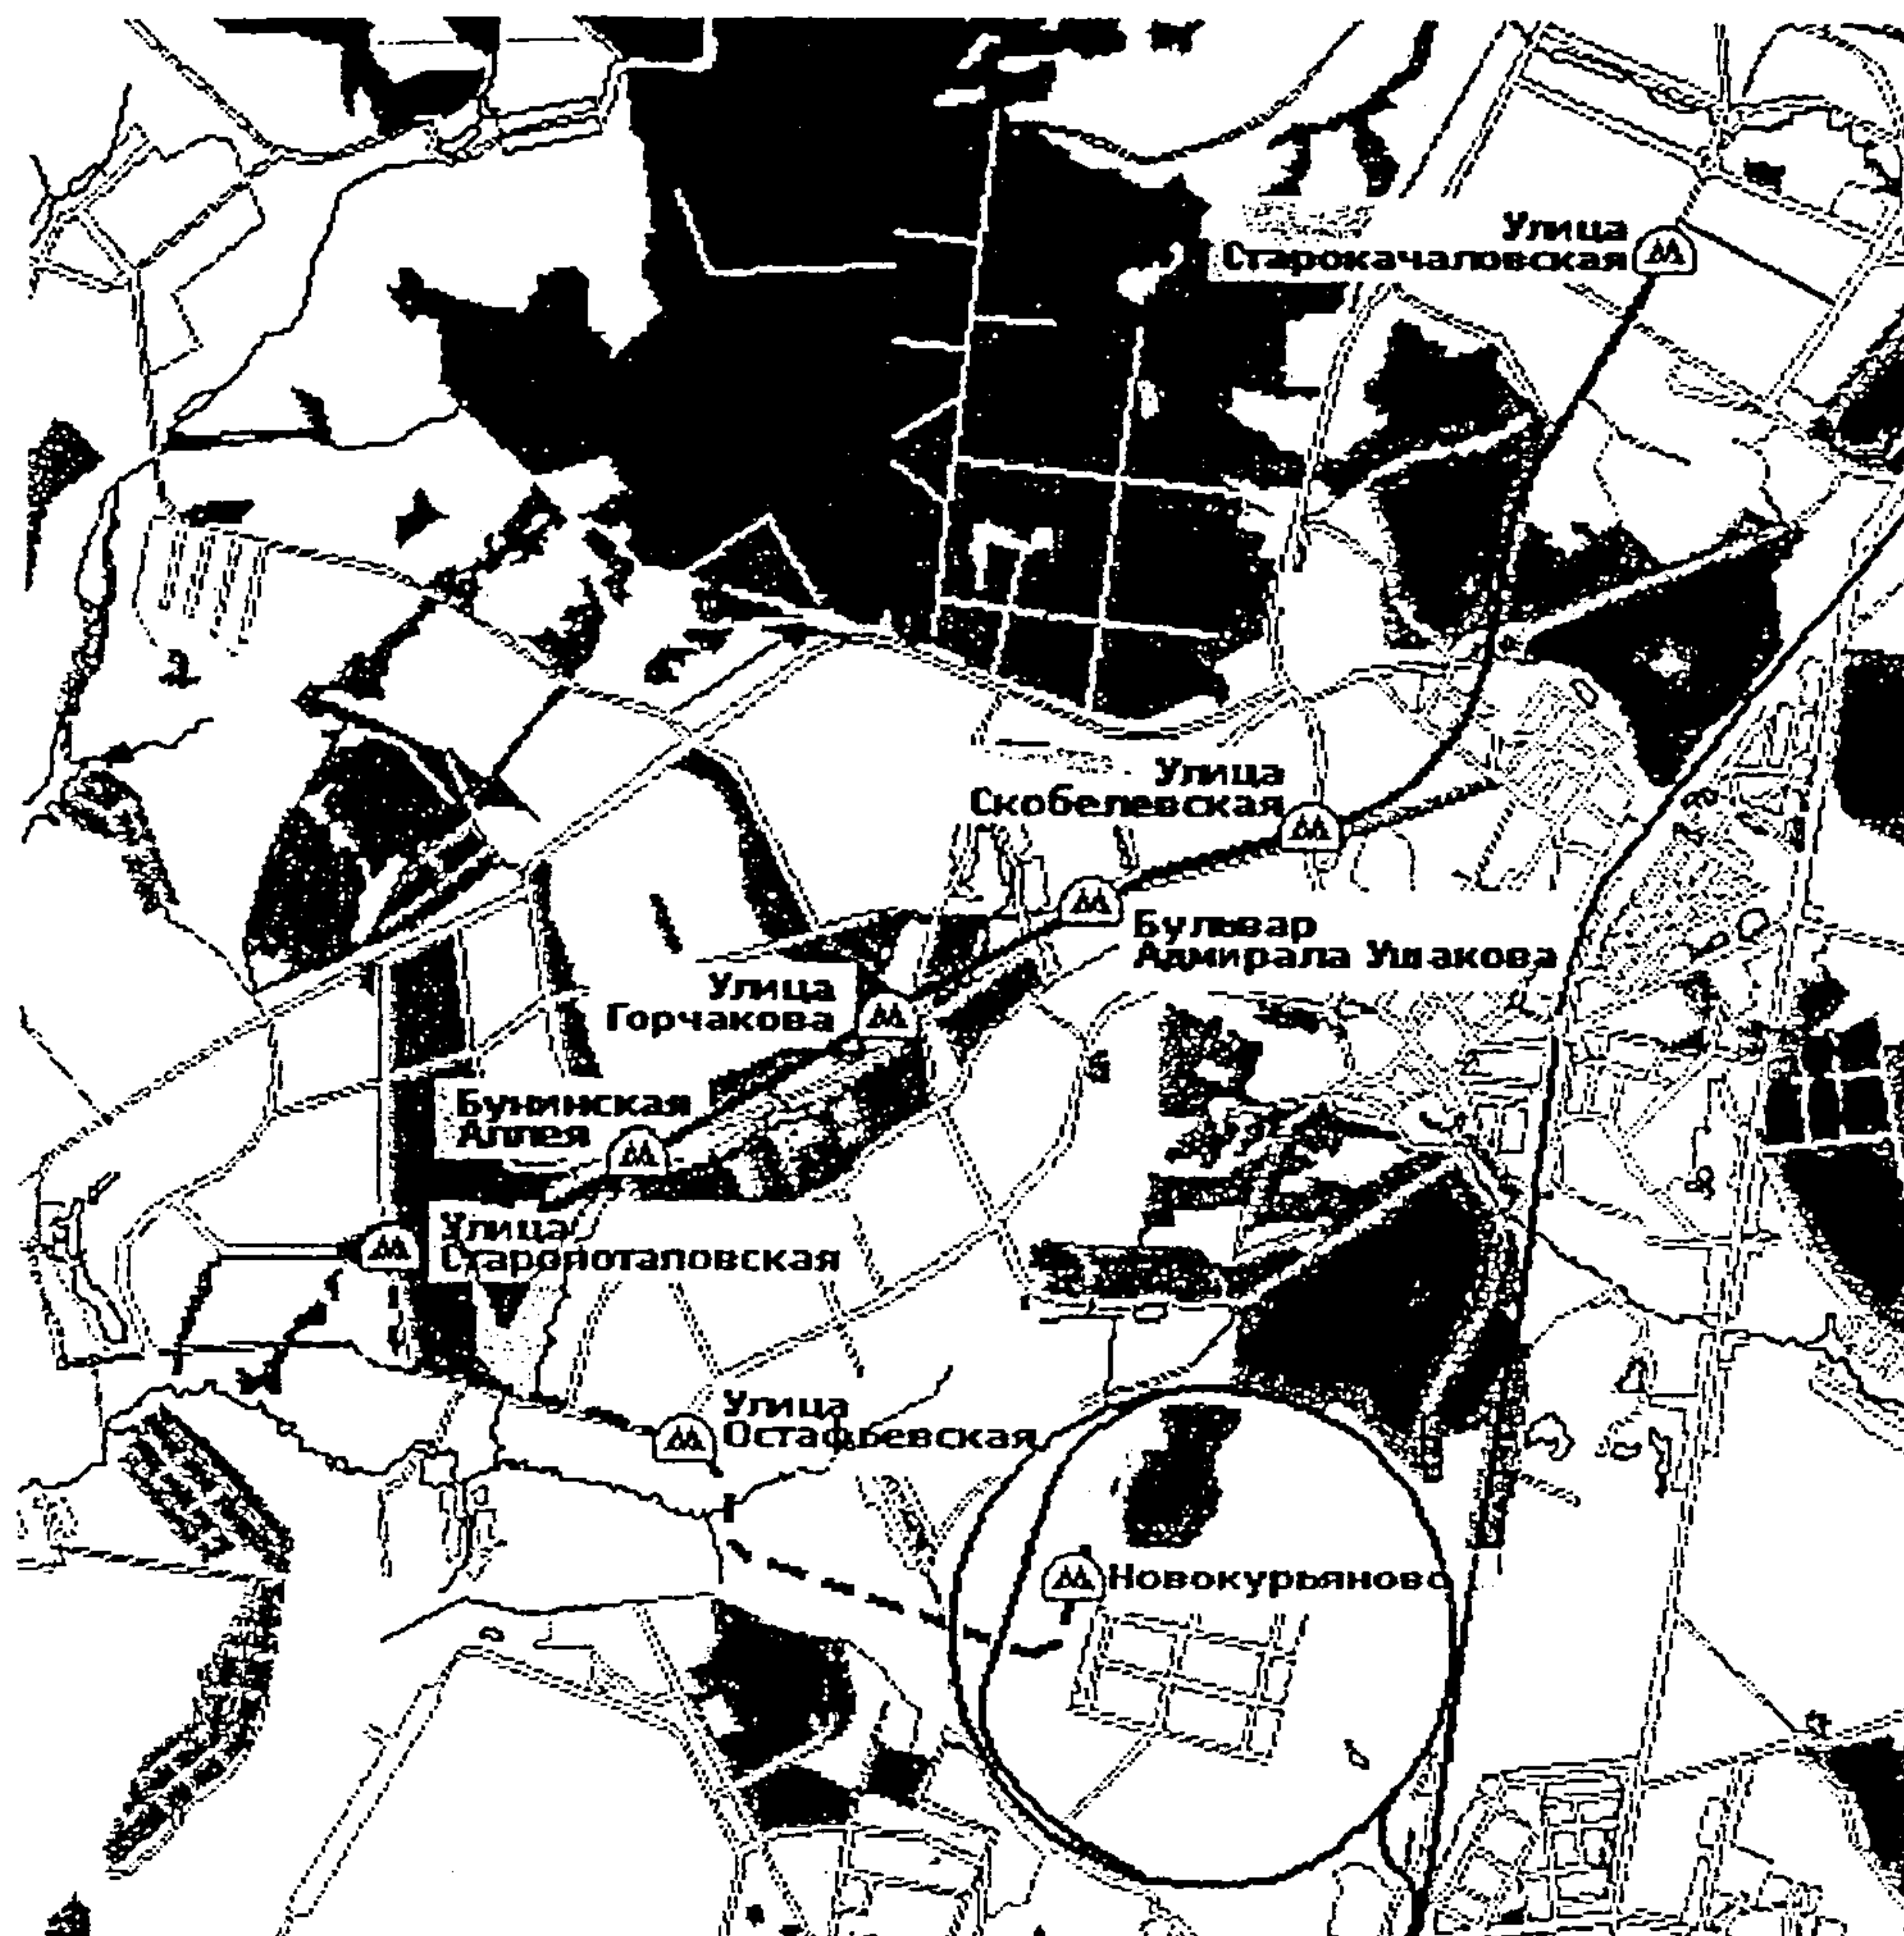 Улица
Старокачаловская
Улица
Скобелевская
Бульвар
Адмирала Ушакова
Улица
Горчакова
Бунинская
Аллея
Улица
Старопотаповская
Улица
Остафьевская
Новокурьяново